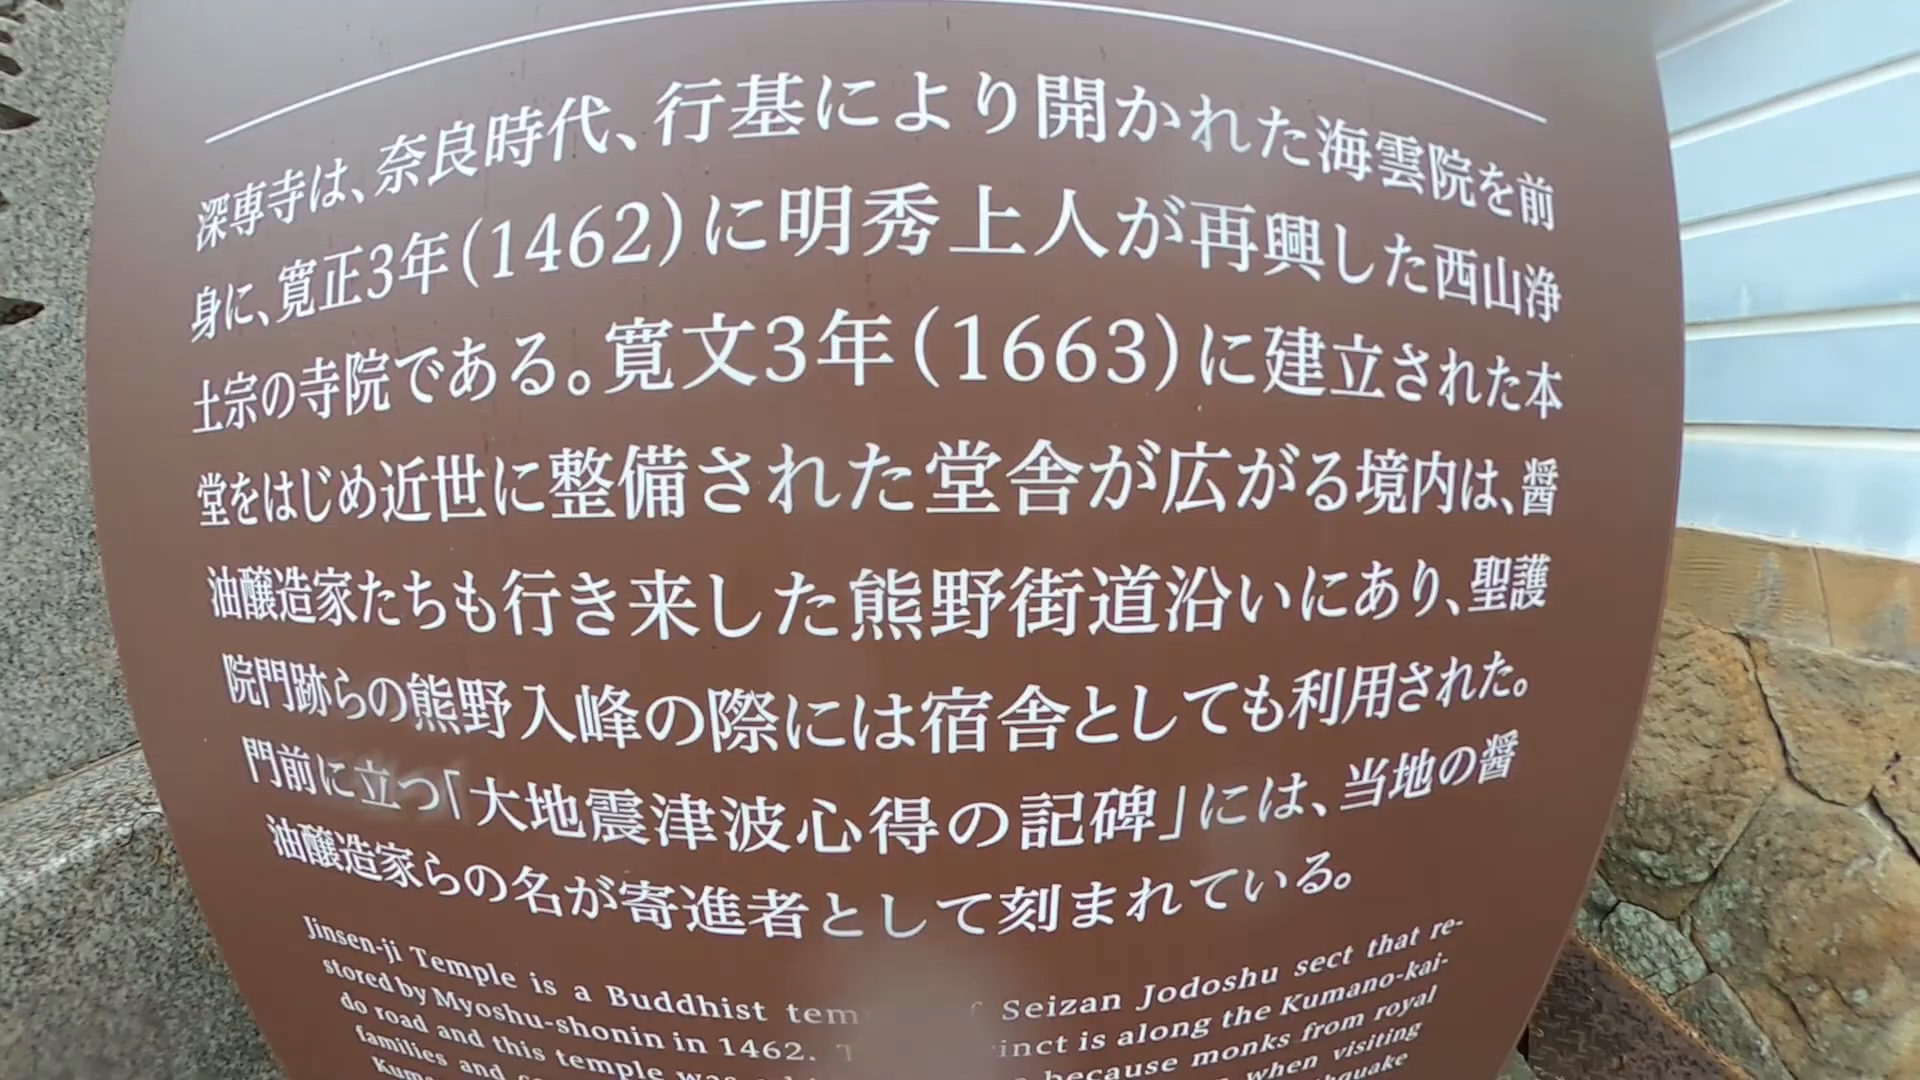 深専寺は、奈良時代、行基により開かれた海雲院を前
身に、寛正3年(1462)に明秀上人が再興した西山浄
土宗の寺院である。寛文3年(1663)に建立された本
堂をはじめ近世に整備された堂舎が広がる境内は、醤
油醸造家たちも行き来した熊野街道沿いにあり、聖護
院門跡らの熊野入峰の際には宿舎としても利用された。
門前に立つ「大地震津波心得の記碑」には、当地の醤
油醸造家らの名が寄進者として刻まれている。
Jinsen-ji Temple is a Buddhist Seizan Jodoshu sect that re-
stored by Myoshu-shonin in 1462. is along the Kumano-kai-
do road and this temple because monks from royal
families and when visiting